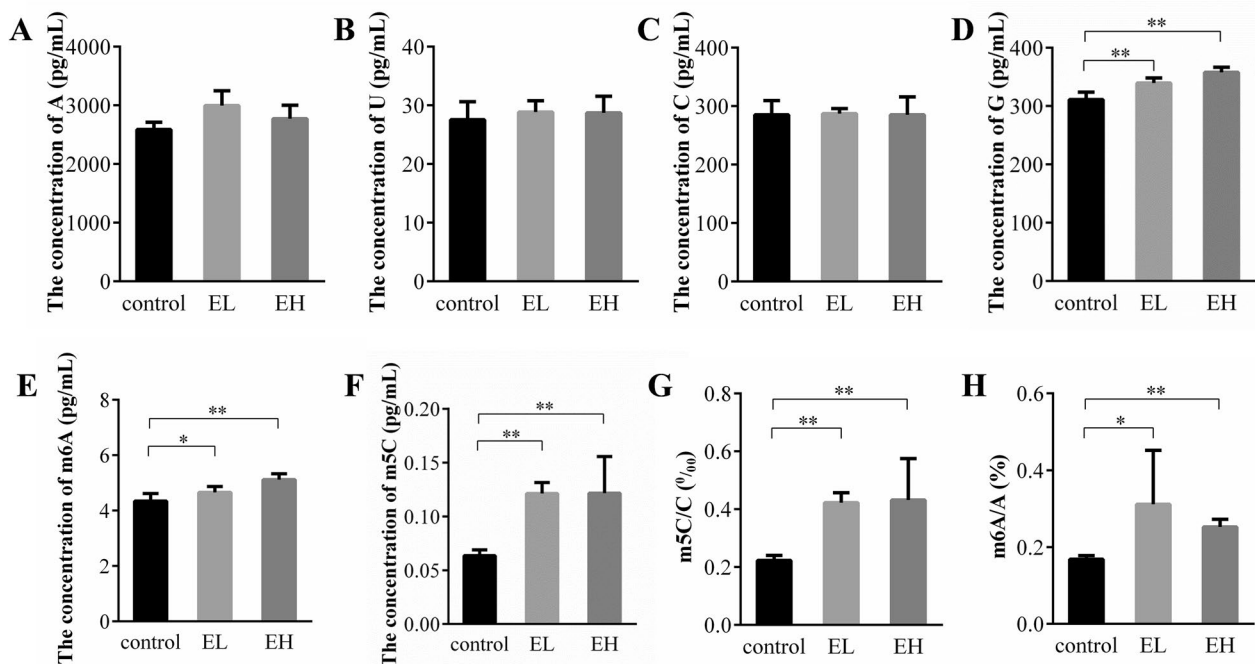 A
The concentration of A (pg/mL)
4000
3000
2000
1000
0
control EL EH
B
The concentration of U (pg/mL)
40
30
20
10
0
control EL EH
C
The concentration of C (pg/mL)
400
300
200
100
0
control EL EH
D
The concentration of G (pg/mL)
400
300
200
100
0
**
**
control EL EH
E
The concentration of m6A (pg/mL)
8
6
4
2
0
**
*
control EL EH
F
The concentration of m5C (pg/mL)
0.20
0.15
0.10
0.05
0.00
**
**
control EL EH
G
m5C/C (⁰/₀₀)
0.8
0.6
0.4
0.2
0.0
**
**
control EL EH
H
m6A/A (%)
0.6
0.4
0.2
0.0
**
*
control EL EH